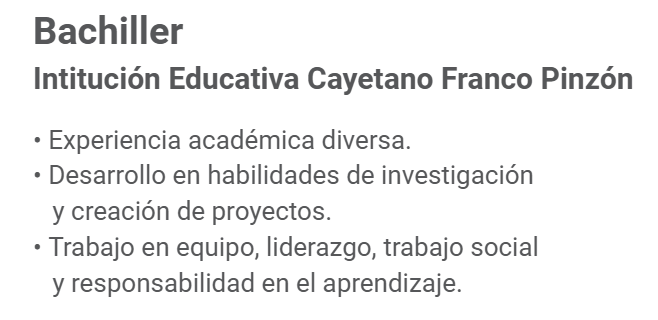 Bachiller
Intitución Educativa Cayetano Franco Pinzón
• Experiencia académica diversa.
• Desarrollo en habilidades de investigación
y creación de proyectos.
• Trabajo en equipo, liderazgo, trabajo social
y responsabilidad en el aprendizaje.